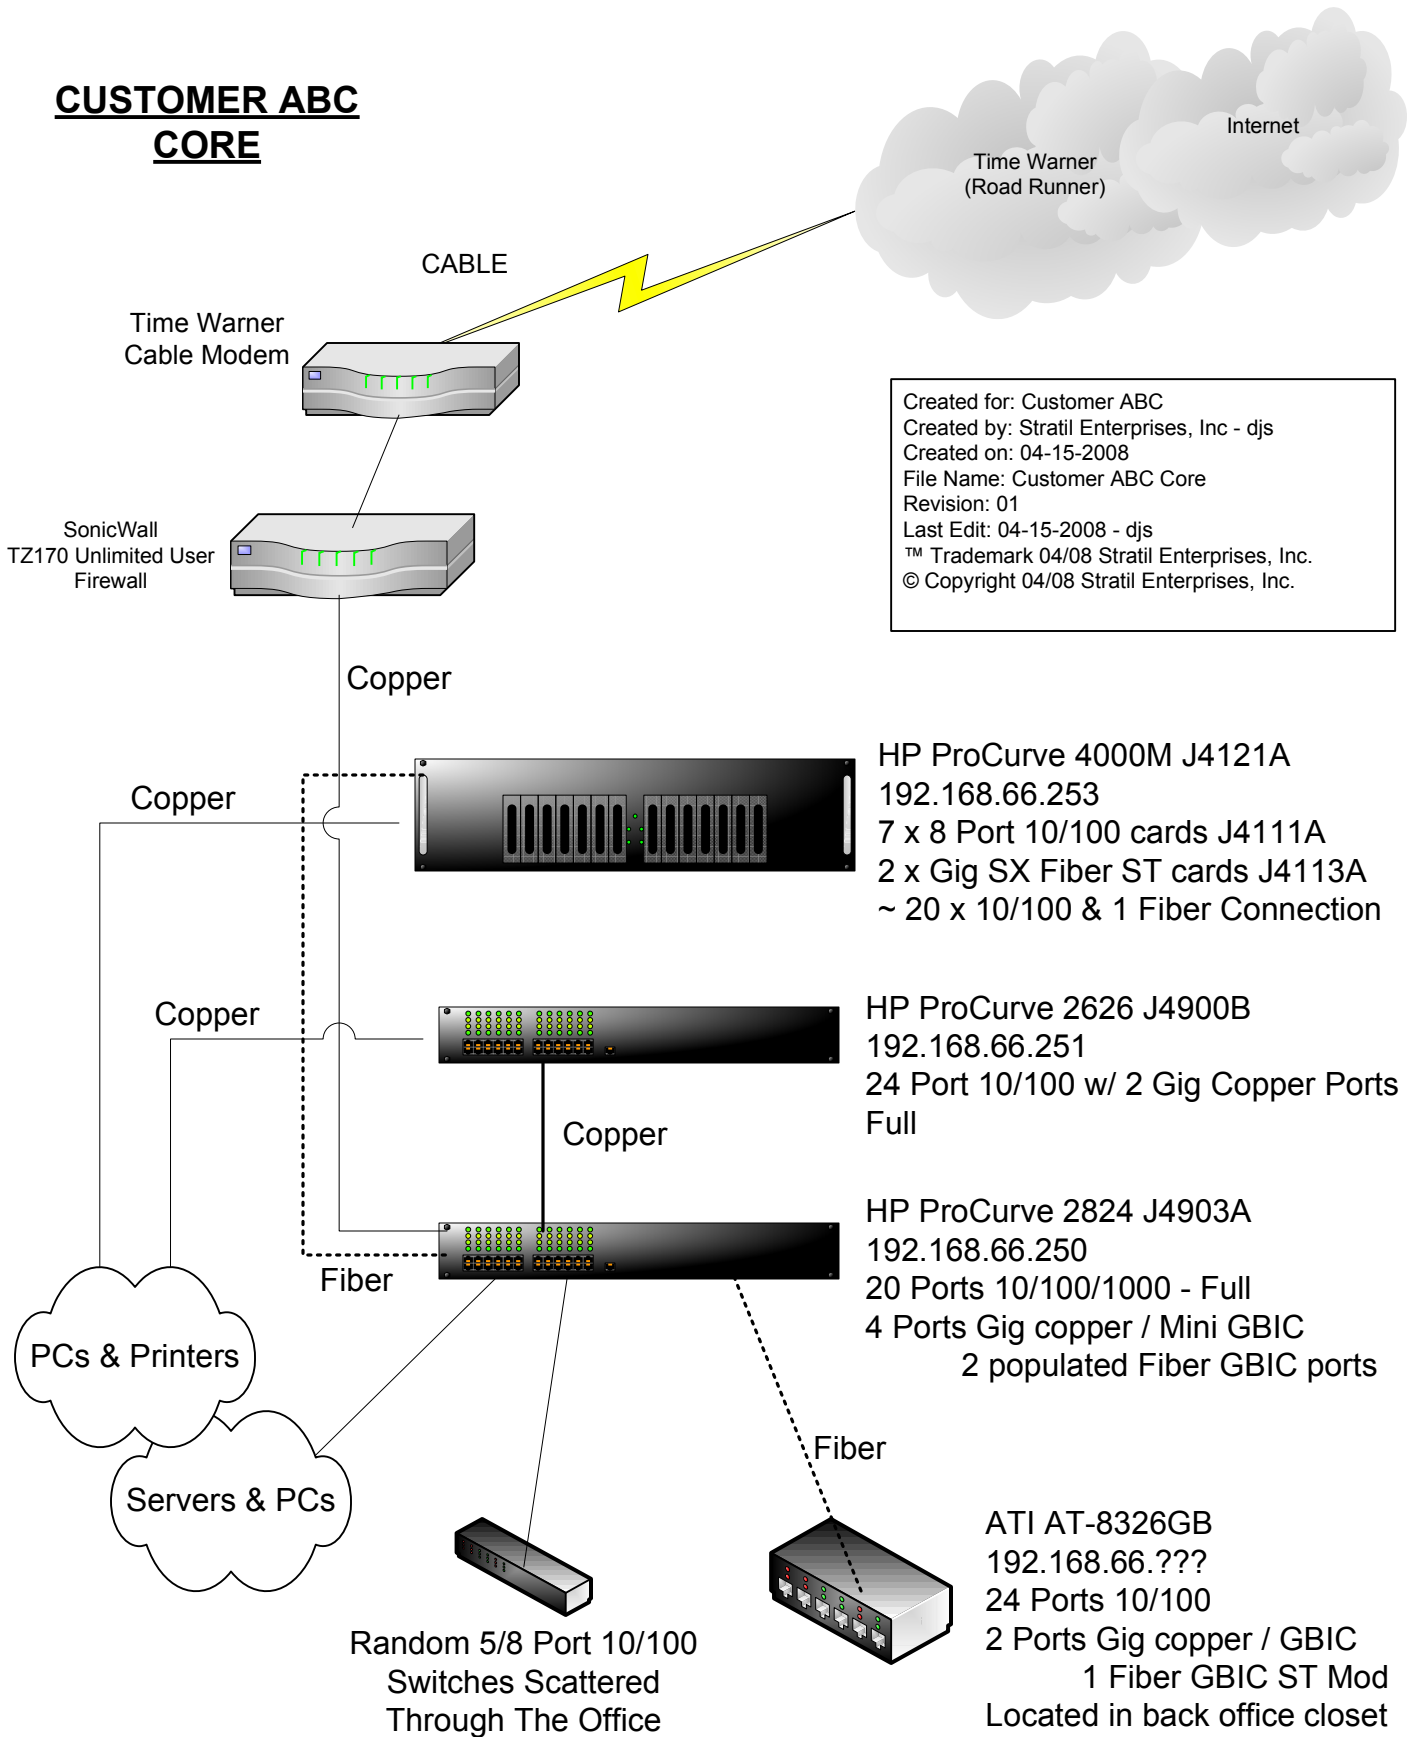 CUSTOMER ABC
CORE
Internet
Time Warner
(Road Runner)
CABLE
Time Warner
Cable Modem
Created for: Customer ABC
Created by: Stratil Enterprises, Inc - djs
Created on: 04-15-2008
File Name: Customer ABC Core
Revision: 01
Last Edit: 04-15-2008 - djs
™ Trademark 04/08 Stratil Enterprises, Inc.
© Copyright 04/08 Stratil Enterprises, Inc.
SonicWall
TZ170 Unlimited User
Firewall
Copper
HP ProCurve 4000M J4121A
192.168.66.253
7 x 8 Port 10/100 cards J4111A
2 x Gig SX Fiber ST cards J4113A
~ 20 x 10/100 & 1 Fiber Connection
Copper
Copper
HP ProCurve 2626 J4900B
192.168.66.251
24 Port 10/100 w/ 2 Gig Copper Ports
Full
Copper
HP ProCurve 2824 J4903A
192.168.66.250
20 Ports 10/100/1000 - Full
4 Ports Gig copper / Mini GBIC
2 populated Fiber GBIC ports
Fiber
PCs & Printers
Servers & PCs
Fiber
ATI AT-8326GB
192.168.66.???
24 Ports 10/100
2 Ports Gig copper / GBIC
1 Fiber GBIC ST Mod
Located in back office closet
Random 5/8 Port 10/100
Switches Scattered
Through The Office